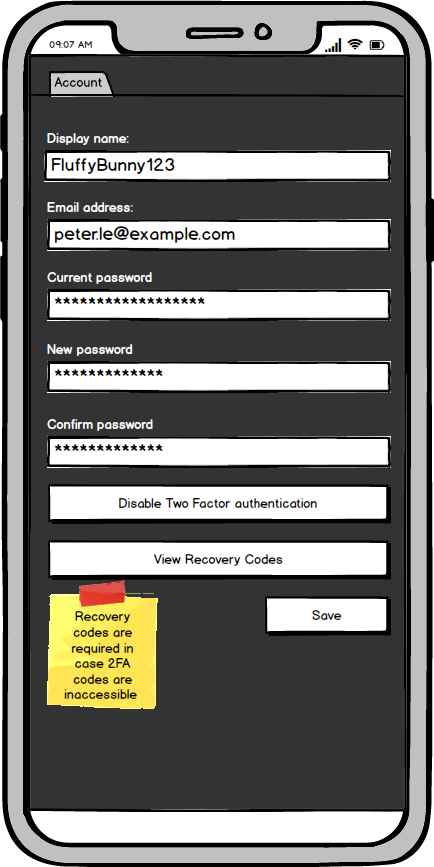 09:07 AM
Account
Display name:
FluffyBunny123
Email address:
peter.le@example.com
Current password
******************
New password
*************
Confirm password
*************
Disable Two Factor authentication
View Recovery Codes
Recovery
codes are
required in
case 2FA
codes are
inaccessible
Save